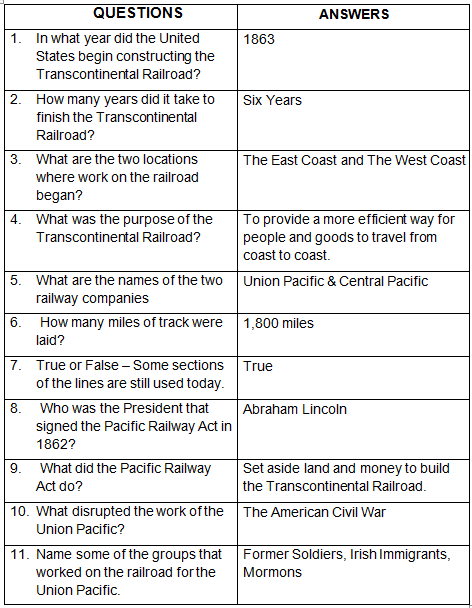 QUESTIONS ANSWERS
1. In what year did the United 1863
States begin constructing the
Transcontinental Railroad?
2. How many years did it take to Six Years
finish the Transcontinental
Railroad?
3. What are the two locations The East Coast and The West Coast
where work on the railroad
began?
4. What was the purpose of the To provide a more efficient way for
Transcontinental Railroad? people and goods to travel from
coast to coast.
5. What are the names of the two Union Pacific & Central Pacific
railway companies
6. How many miles of track were 1,800 miles
laid?
7. True or False – Some sections True
of the lines are still used today.
8. Who was the President that Abraham Lincoln
signed the Pacific Railway Act in
1862?
9. What did the Pacific Railway Set aside land and money to build
Act do? the Transcontinental Railroad.
10. What disrupted the work of the The American Civil War
Union Pacific?
11. Name some of the groups that Former Soldiers, Irish Immigrants,
worked on the railroad for the Mormons
Union Pacific.